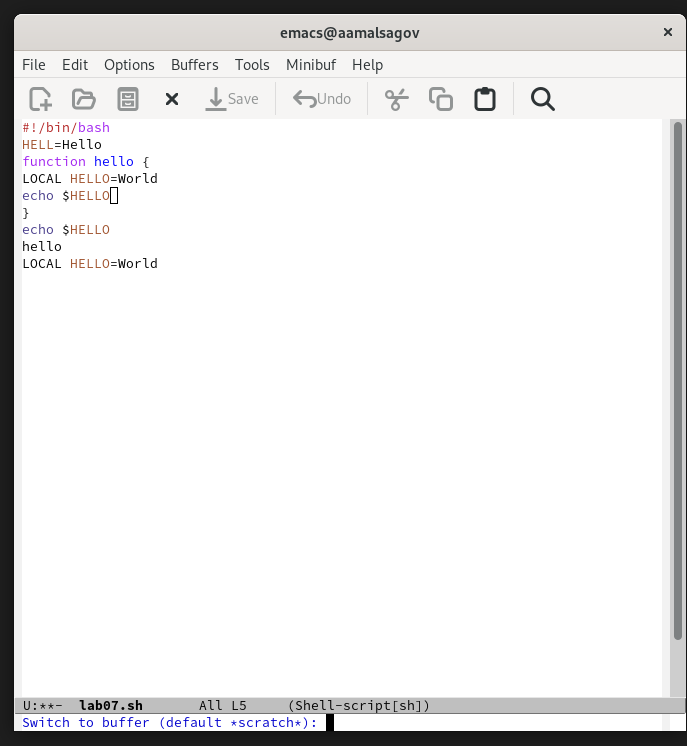 emacs@aamalsagov ×
File Edit Options Buffers Tools Minibuf Help
Save Undo
#!/bin/bash
HELL=Hello
function hello {
LOCAL HELLO=World
echo $HELLO
}
echo $HELLO
hello
LOCAL HELLO=World
U:**- lab07.sh All L5 (Shell-script[sh])
Switch to buffer (default *scratch*):